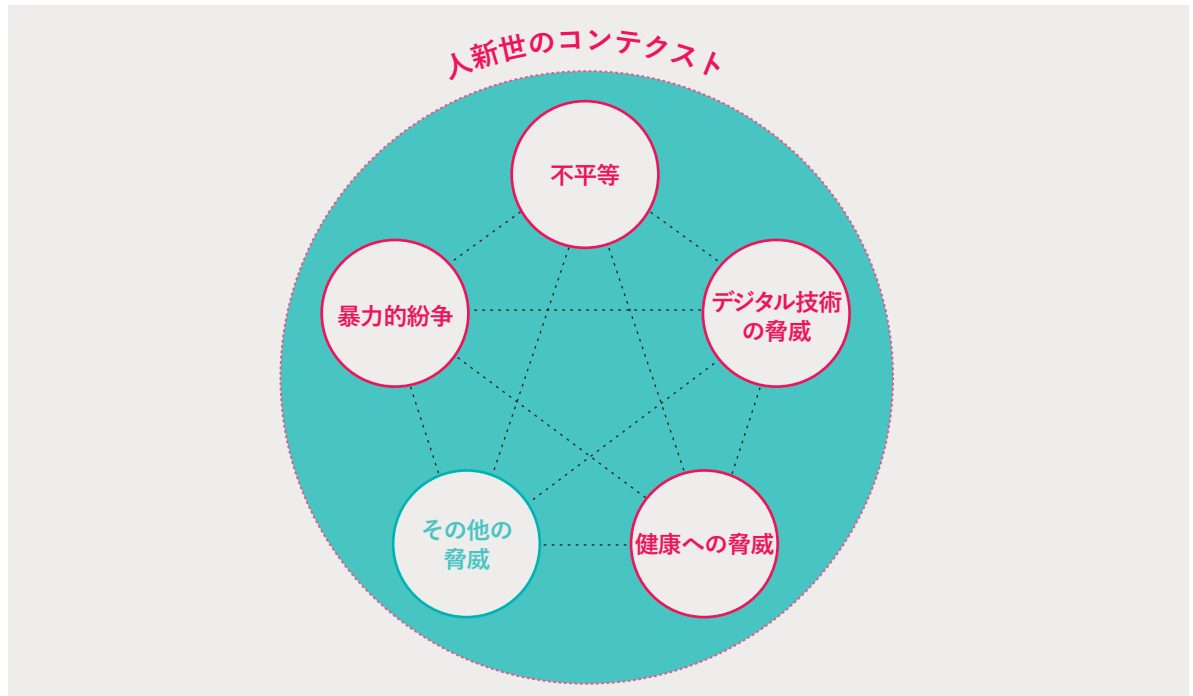 人新世のコンテクスト
不平等
暴力的紛争
デジタル技術
の脅威
その他の
脅威
健康への脅威